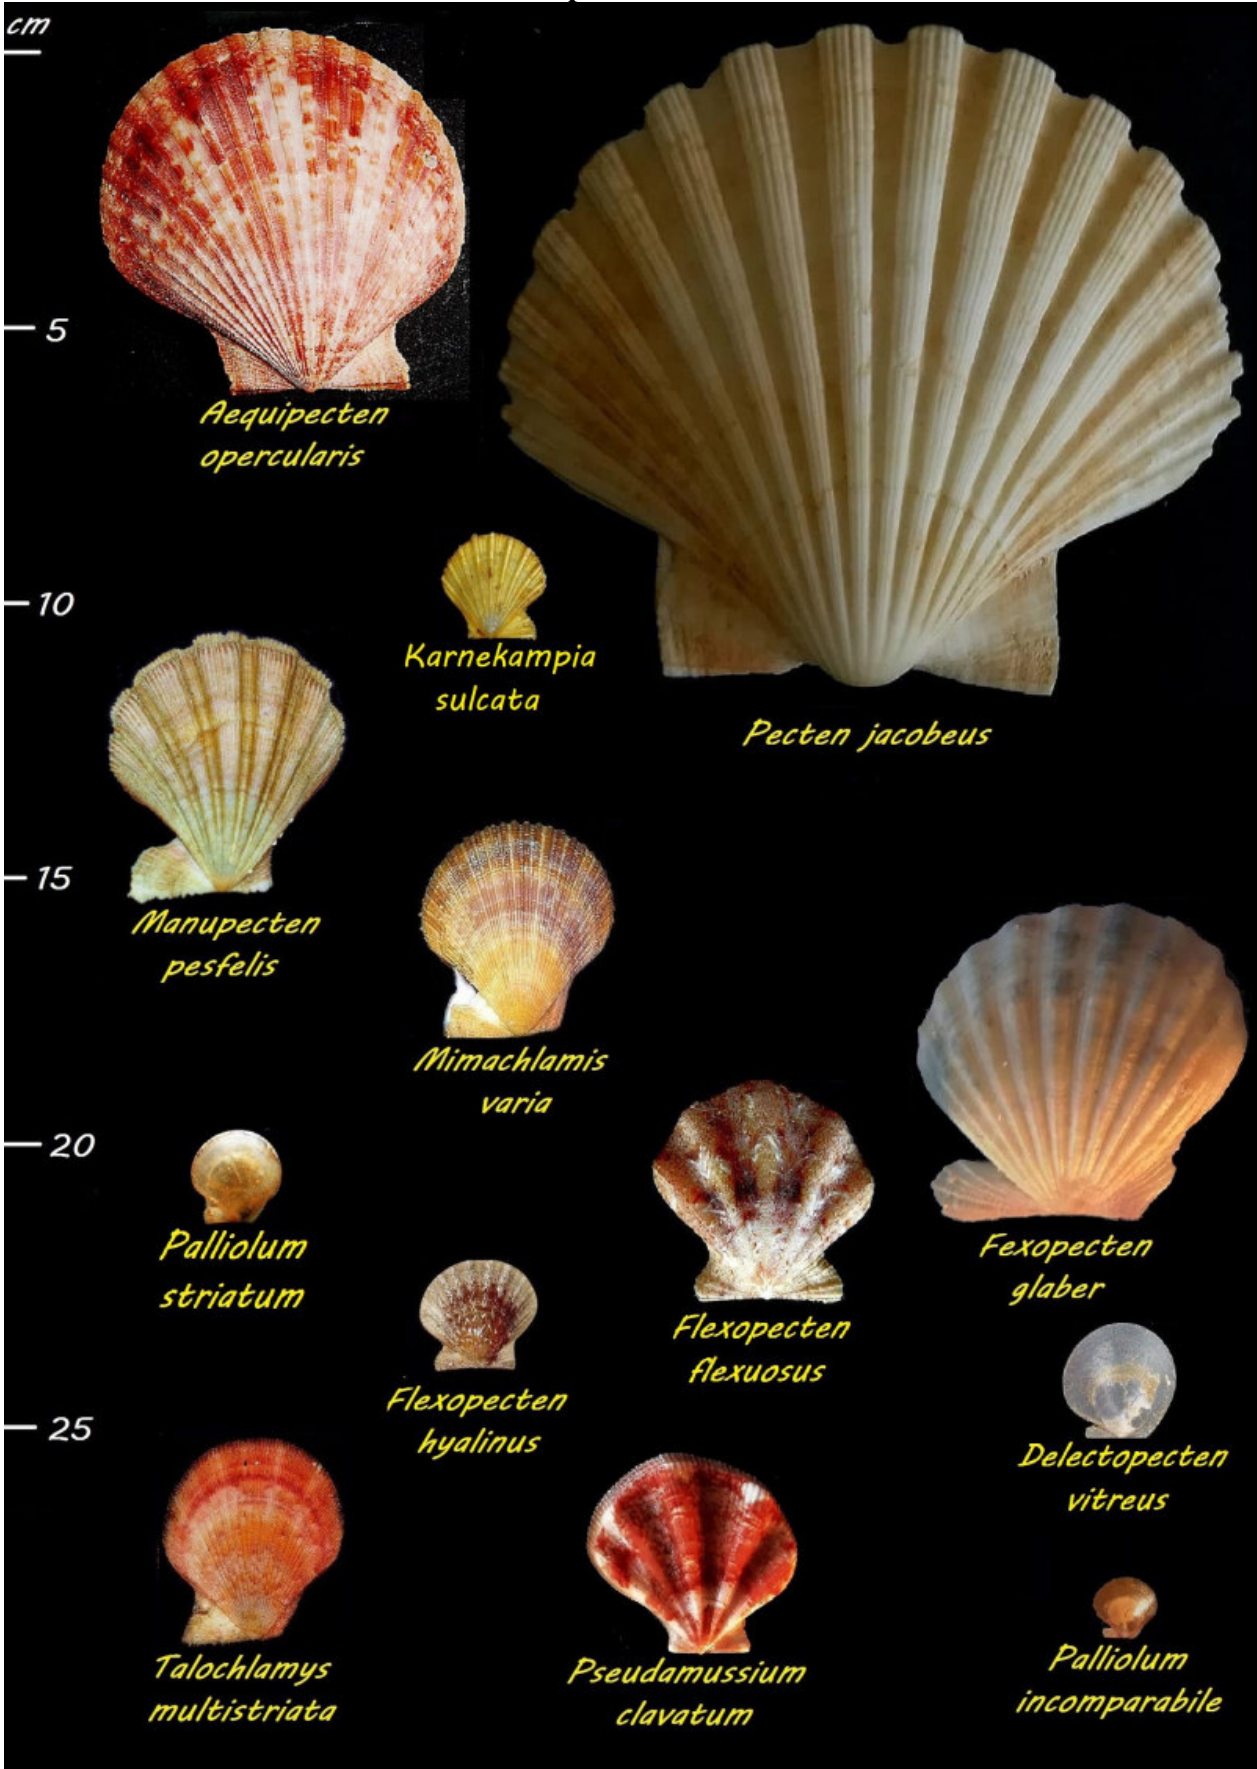 cm
5
Aequipecten
opercularis
10
Karnekampia
sulcata
Pecten jacobeus
15
Manupecten
pesfelis
Mimachlamis
varia
20
Palliolum
striatum
Fexopecten
glaber
Flexopecten
flexuosus
Flexopecten
hyalinus
25
Delectopecten
vitreus
Talochlamys
multistriata
Pseudamussium
clavatum
Palliolum
incomparabile